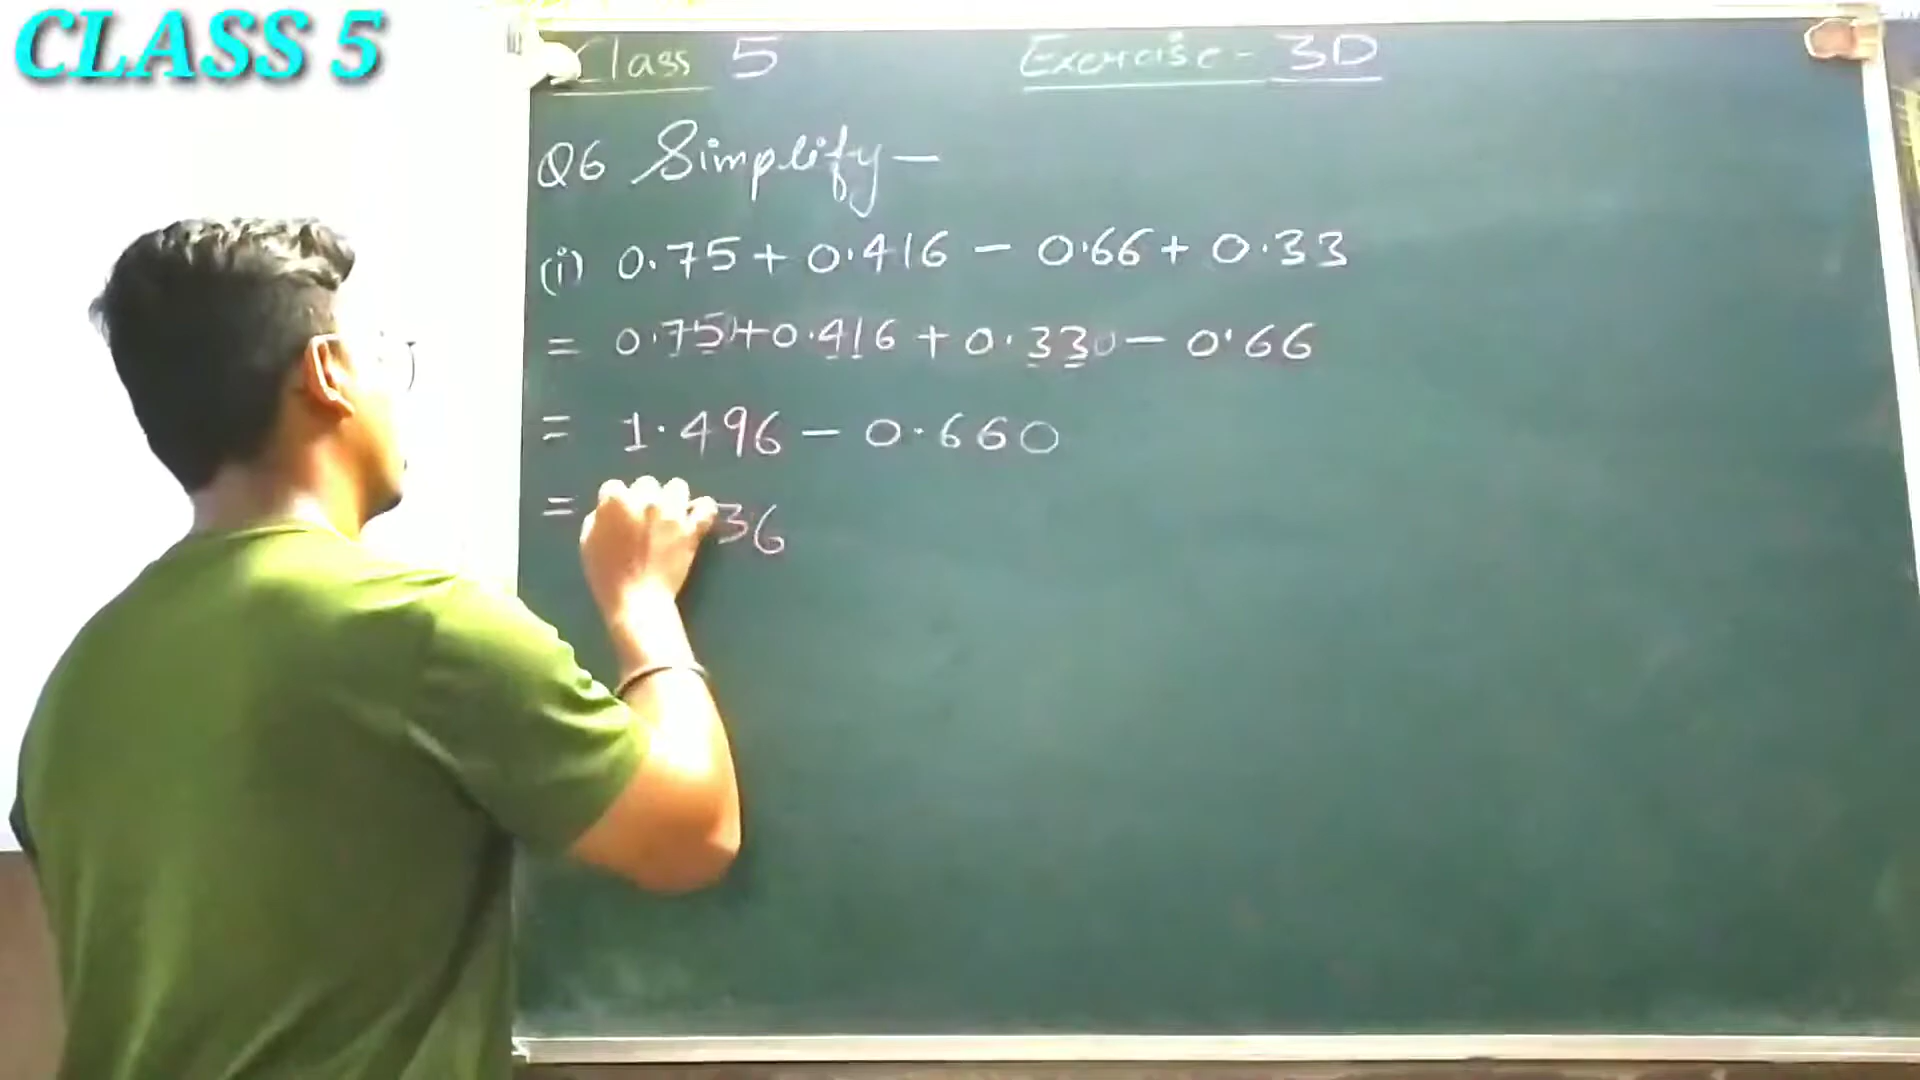 CLASS 5
Class 5 Exercise - 3D
Q6 Simplify —
(i) 0.75 + 0.416 - 0.66 + 0.33
= 0.750 + 0.416 + 0.330 - 0.66
= 1.496 - 0.660
= 36